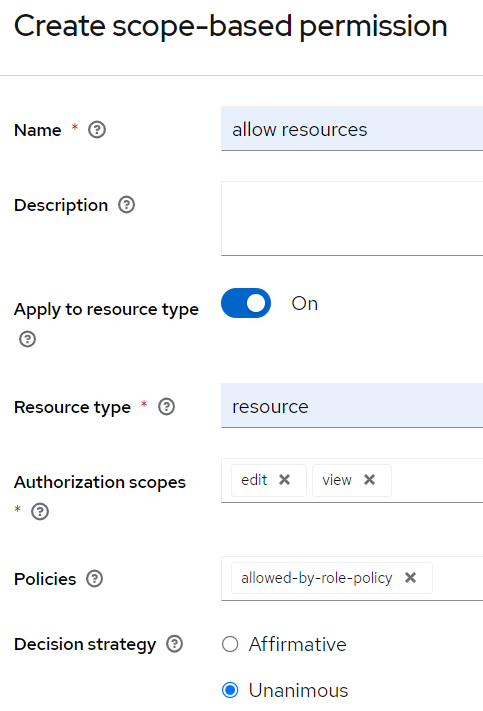 Create scope-based permission
Name *
allow resources
Description
Apply to resource type
On
Resource type *
resource
Authorization scopes
*
edit
view
Policies
allowed-by-role-policy
Decision strategy
Affirmative
Unanimous